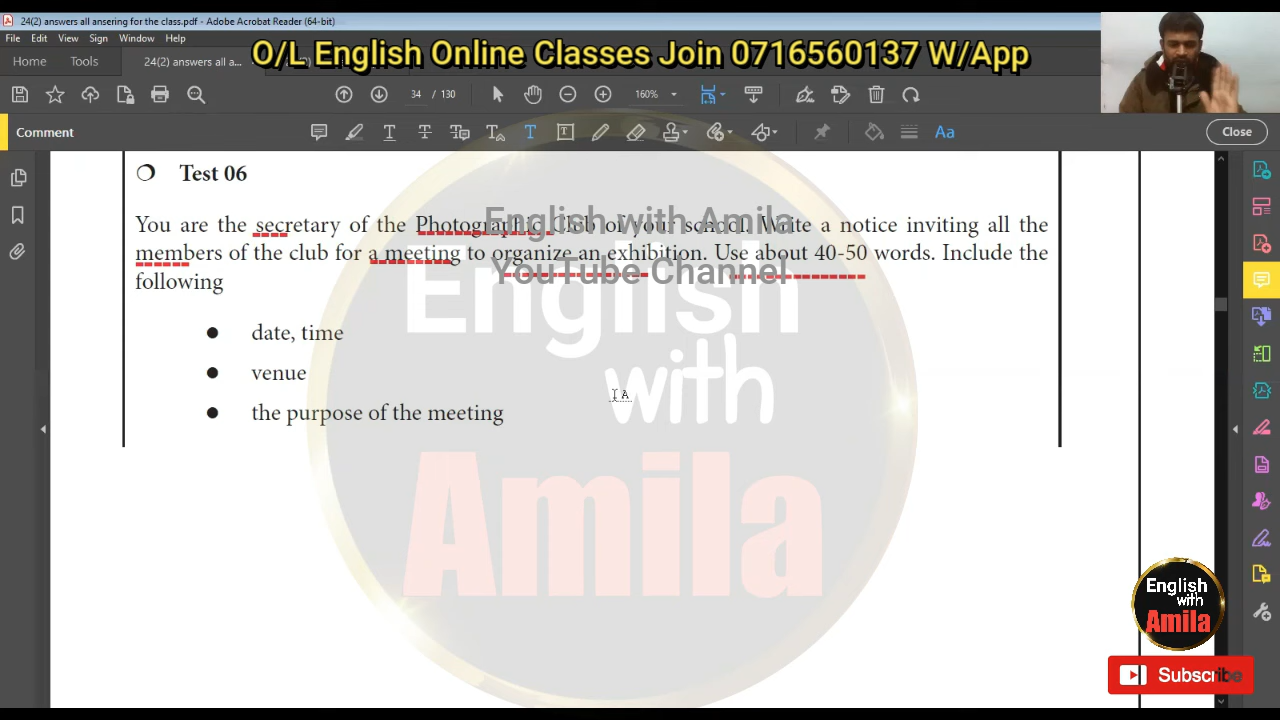 24(2) answers all ansering for the class.pdf - Adobe Acrobat Reader (64-bit)
File Edit View Sign Window Help
O/L English Online Classes Join 0716560137 W/App
Home Tools 24(2) answers all a...
34 / 130 160%
Comment Close
Test 06
You are the secretary of the Photographic Club of your school. Write a notice inviting all the
members of the club for a meeting to organize an exhibition. Use about 40-50 words. Include the
following
date, time
venue
the purpose of the meeting
English with Amila
YouTube Channel
English
with
Amila
English
with
Amila
Subscribe